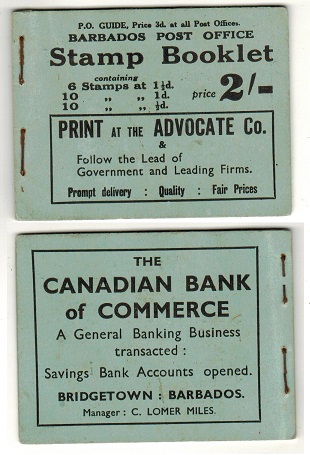 P.O. GUIDE, Price 3d. at all Post Offices.
BARBADOS POST OFFICE
Stamp Booklet
containing
6 Stamps at 1½d.
10 „ „ 1d.
10 „ „ ½d.
price 2/-
PRINT AT THE ADVOCATE Co.
&
Follow the Lead of
Government and Leading Firms.
Prompt delivery : Quality : Fair Prices
THE
CANADIAN BANK
of COMMERCE
A General Banking Business
transacted :
Savings Bank Accounts opened.
BRIDGETOWN : BARBADOS.
Manager : C. LOMER MILES.